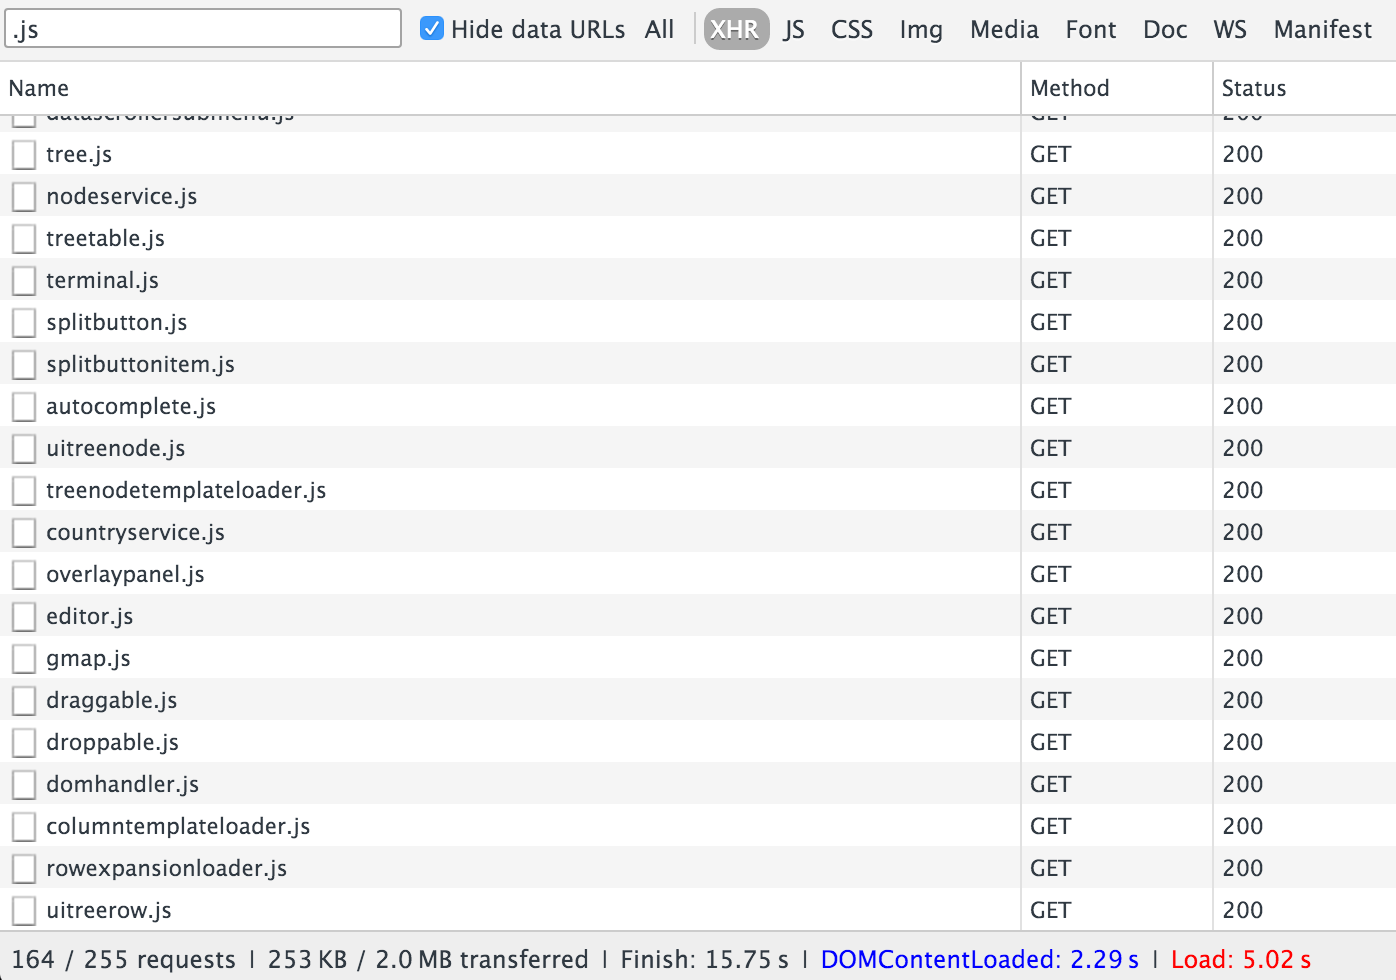 .js Hide data URLs All XHR JS CSS Img Media Font Doc WS Manifest
Name Method Status
datascrollersubmenu.js GET 200
tree.js GET 200
nodeservice.js GET 200
treetable.js GET 200
terminal.js GET 200
splitbutton.js GET 200
splitbuttonitem.js GET 200
autocomplete.js GET 200
uitreenode.js GET 200
treenodetemplateloader.js GET 200
countryservice.js GET 200
overlaypanel.js GET 200
editor.js GET 200
gmap.js GET 200
draggable.js GET 200
droppable.js GET 200
domhandler.js GET 200
columntemplateloader.js GET 200
rowexpansionloader.js GET 200
uitreerow.js GET 200
164 / 255 requests | 253 KB / 2.0 MB transferred | Finish: 15.75 s | DOMContentLoaded: 2.29 s | Load: 5.02 s